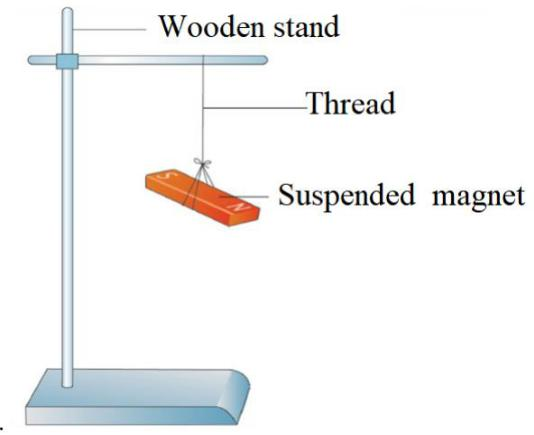 Wooden stand
Thread
S
Suspended magnet
N
.